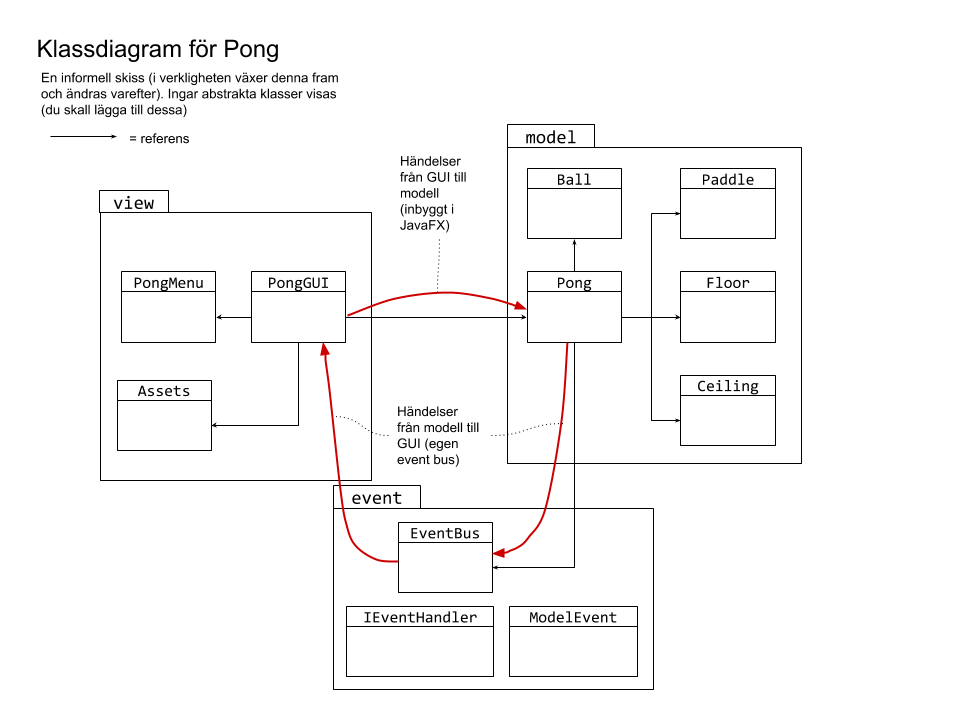 Klassdiagram för Pong
En informell skiss (i verkligheten växer denna fram
och ändras varefter). Ingar abstrakta klasser visas
(du skall lägga till dessa)
= referens
model
Händelser
från GUI till
modell
(inbyggt i
JavaFX)
Ball
Paddle
view
PongMenu
PongGUI
Pong
Floor
Assets
Ceiling
Händelser
från modell till
GUI (egen
event bus)
event
EventBus
IEventHandler
ModelEvent